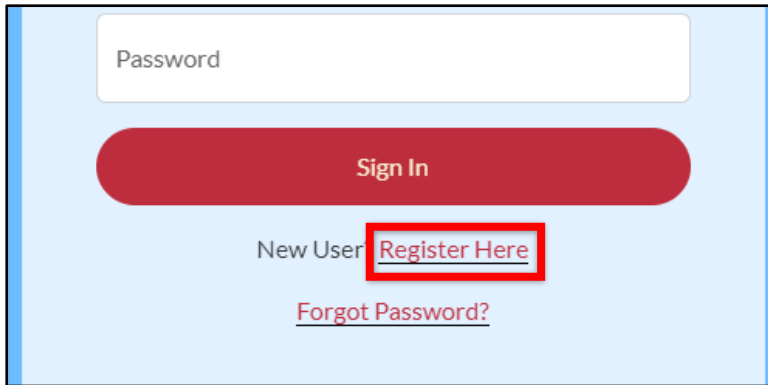 Password
Sign In
New User? Register Here
Forgot Password?